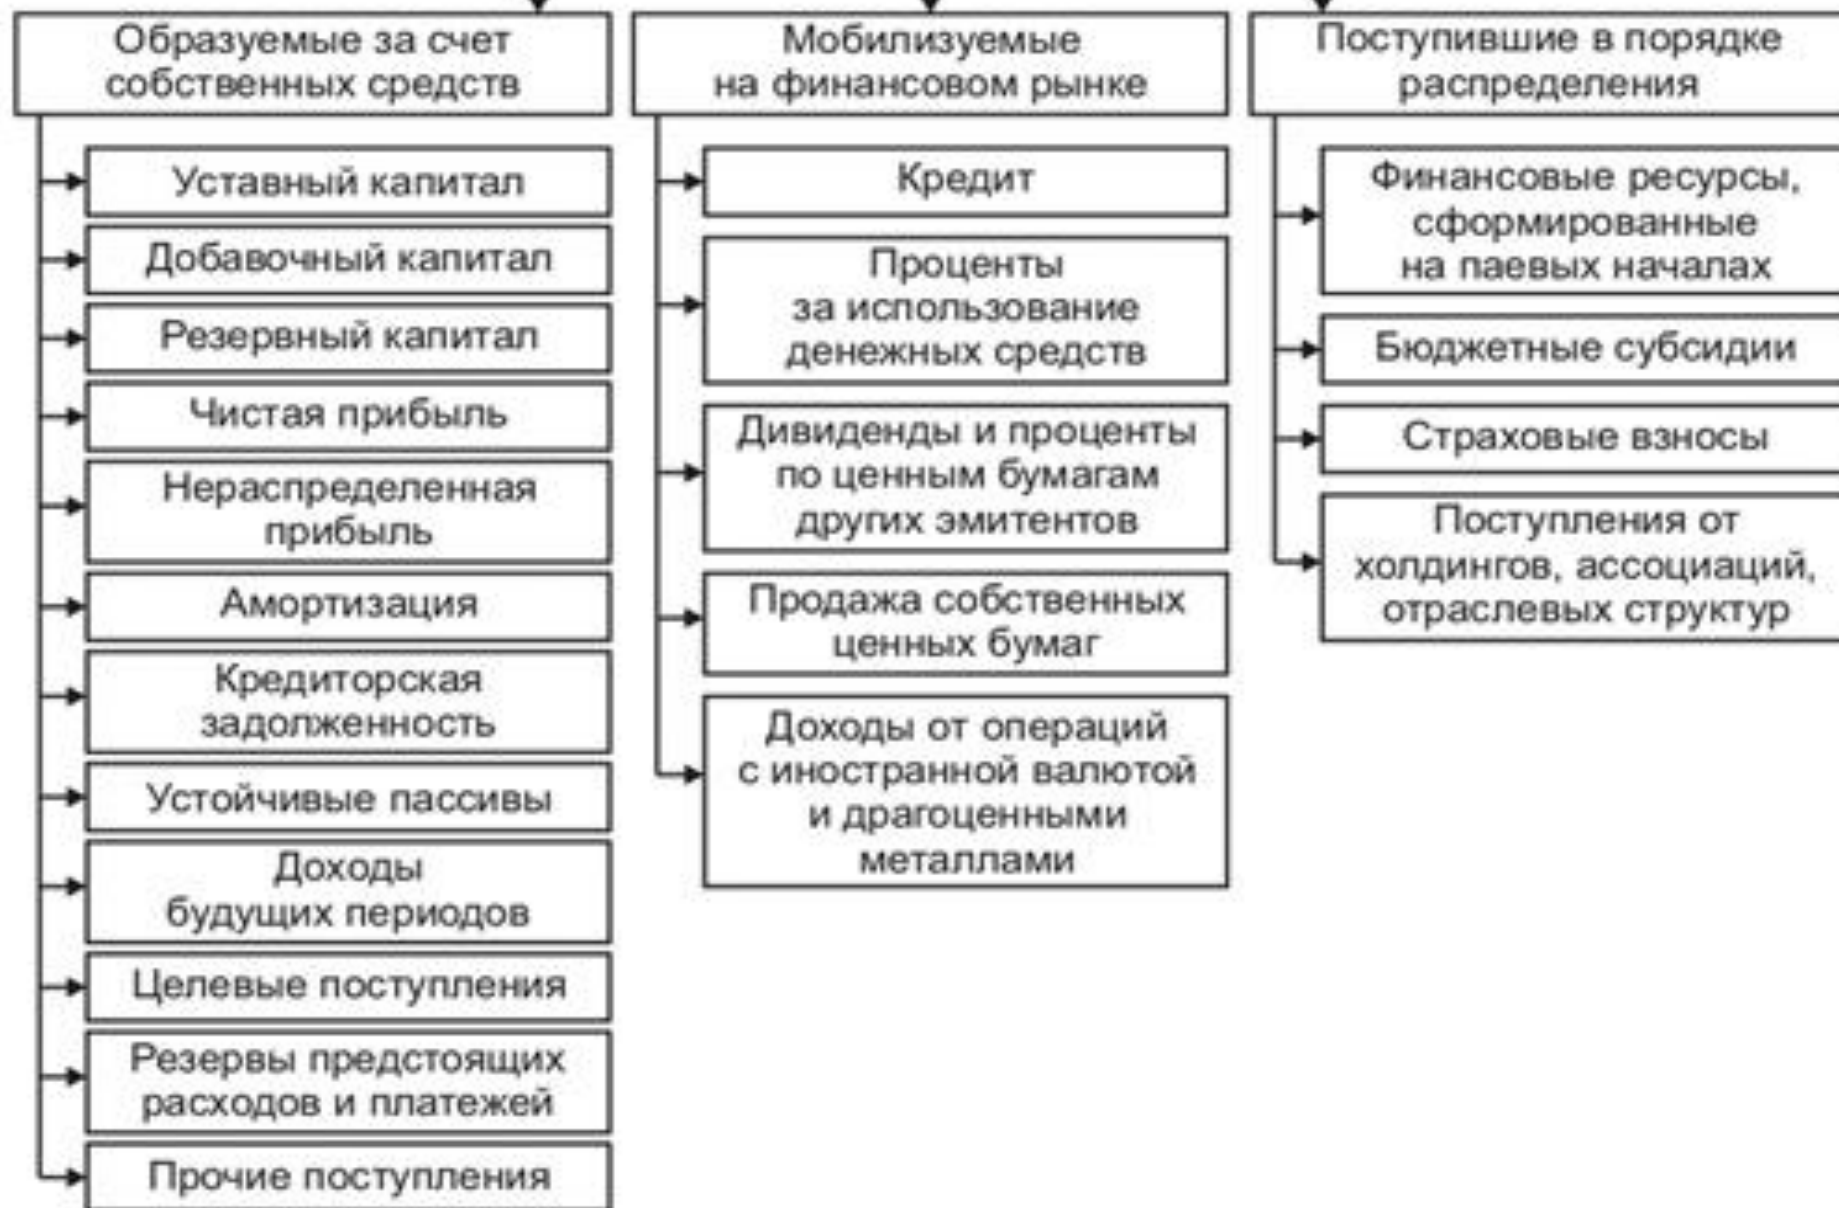 Образуемые за счет
собственных средств
Уставный капитал
Добавочный капитал
Резервный капитал
Чистая прибыль
Нераспределенная
прибыль
Амортизация
Кредиторская
задолженность
Устойчивые пассивы
Доходы
будущих периодов
Целевые поступления
Резервы предстоящих
расходов и платежей
Прочие поступления
Мобилизуемые
на финансовом рынке
Кредит
Проценты
за использование
денежных средств
Дивиденды и проценты
по ценным бумагам
других эмитентов
Продажа собственных
ценных бумаг
Доходы от операций
с иностранной валютой
и драгоценными
металлами
Поступившие в порядке
распределения
Финансовые ресурсы,
сформированные
на паевых началах
Бюджетные субсидии
Страховые взносы
Поступления от
холдингов, ассоциаций,
отраслевых структур